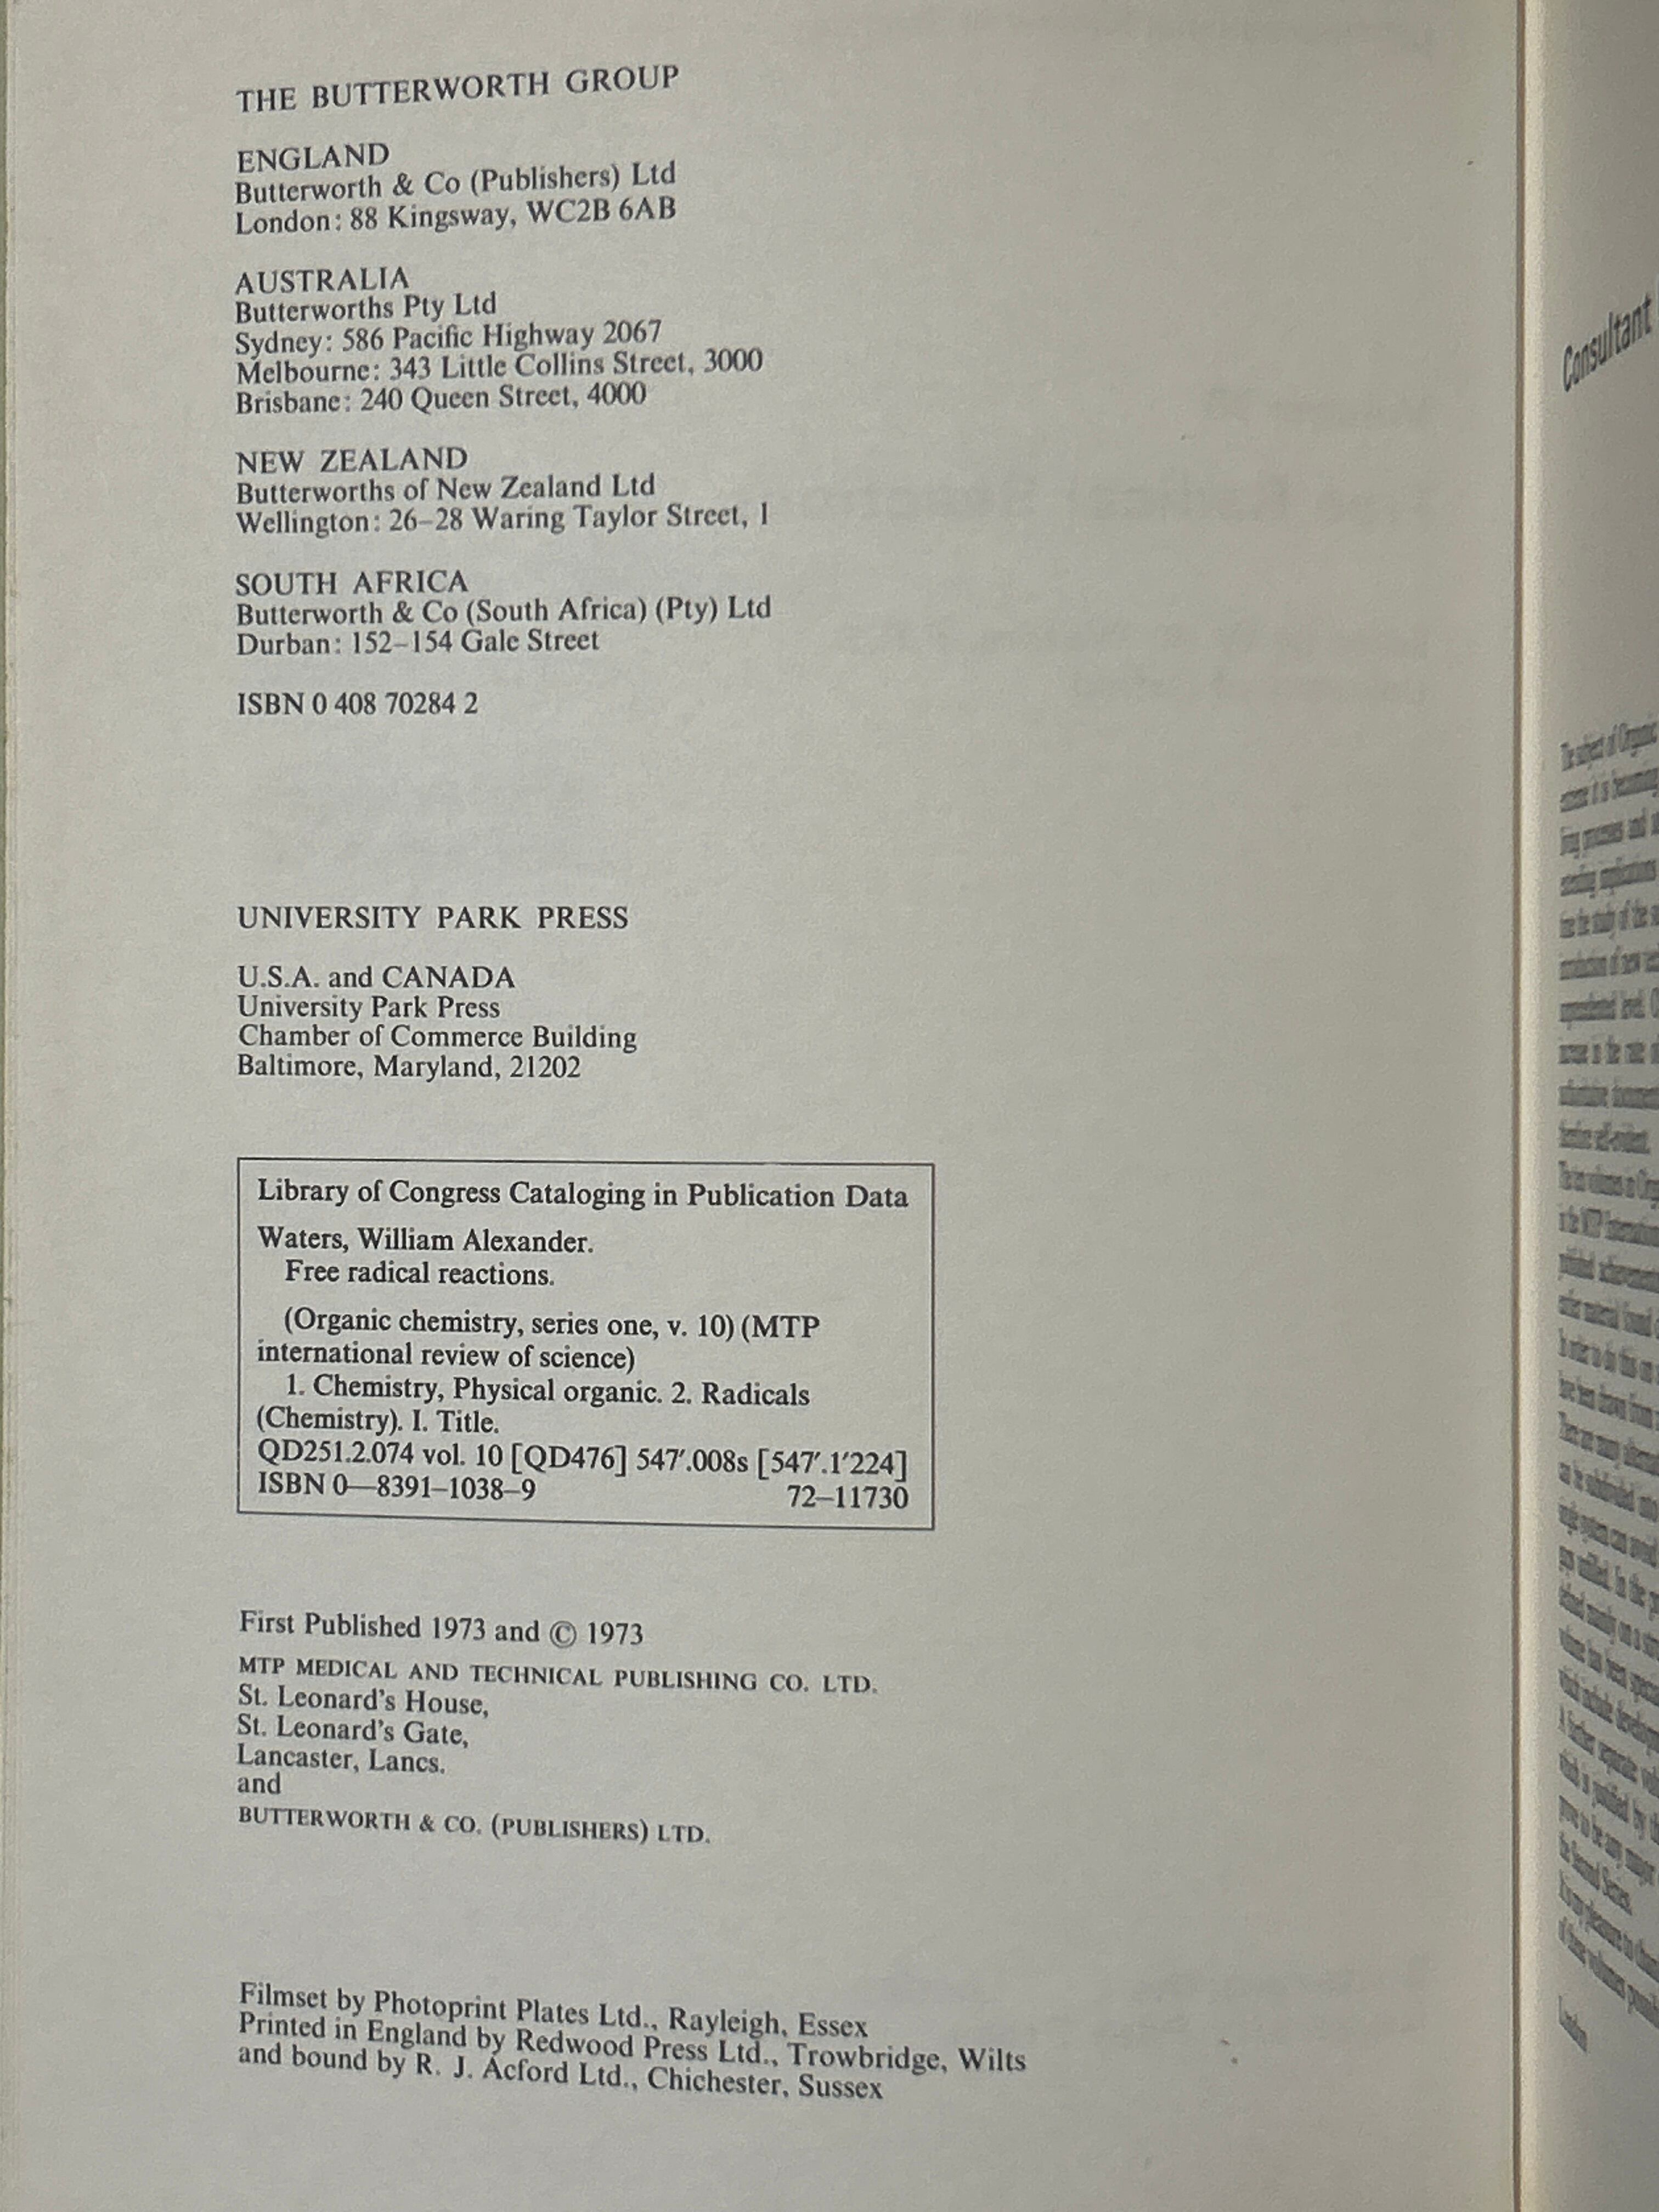 THE BUTTERWORTH GROUP
ENGLAND
Butterworth & Co (Publishers) Ltd
London: 88 Kingsway, WC2B 6AB
AUSTRALIA
Butterworths Pty Ltd
Sydney: 586 Pacific Highway 2067
Melbourne: 343 Little Collins Street, 3000
Brisbane: 240 Queen Street, 4000
NEW ZEALAND
Butterworths of New Zealand Ltd
Wellington: 26–28 Waring Taylor Street, 1
SOUTH AFRICA
Butterworth & Co (South Africa) (Pty) Ltd
Durban: 152–154 Gale Street
ISBN 0 408 70284 2
UNIVERSITY PARK PRESS
U.S.A. and CANADA
University Park Press
Chamber of Commerce Building
Baltimore, Maryland, 21202
Library of Congress Cataloging in Publication Data
Waters, William Alexander.
Free radical reactions.
(Organic chemistry, series one, v. 10) (MTP
international review of science)
1. Chemistry, Physical organic. 2. Radicals
(Chemistry). I. Title.
QD251.2.074 vol. 10 [QD476] 547′.008s [547′.1′224]
ISBN 0—8391–1038–9 72–11730
First Published 1973 and © 1973
MTP MEDICAL AND TECHNICAL PUBLISHING CO. LTD.
St. Leonard's House,
St. Leonard's Gate,
Lancaster, Lancs.
and
BUTTERWORTH & CO. (PUBLISHERS) LTD.
Filmset by Photoprint Plates Ltd., Rayleigh, Essex
Printed in England by Redwood Press Ltd., Trowbridge, Wilts
and bound by R. J. Acford Ltd., Chichester, Sussex
Consultant